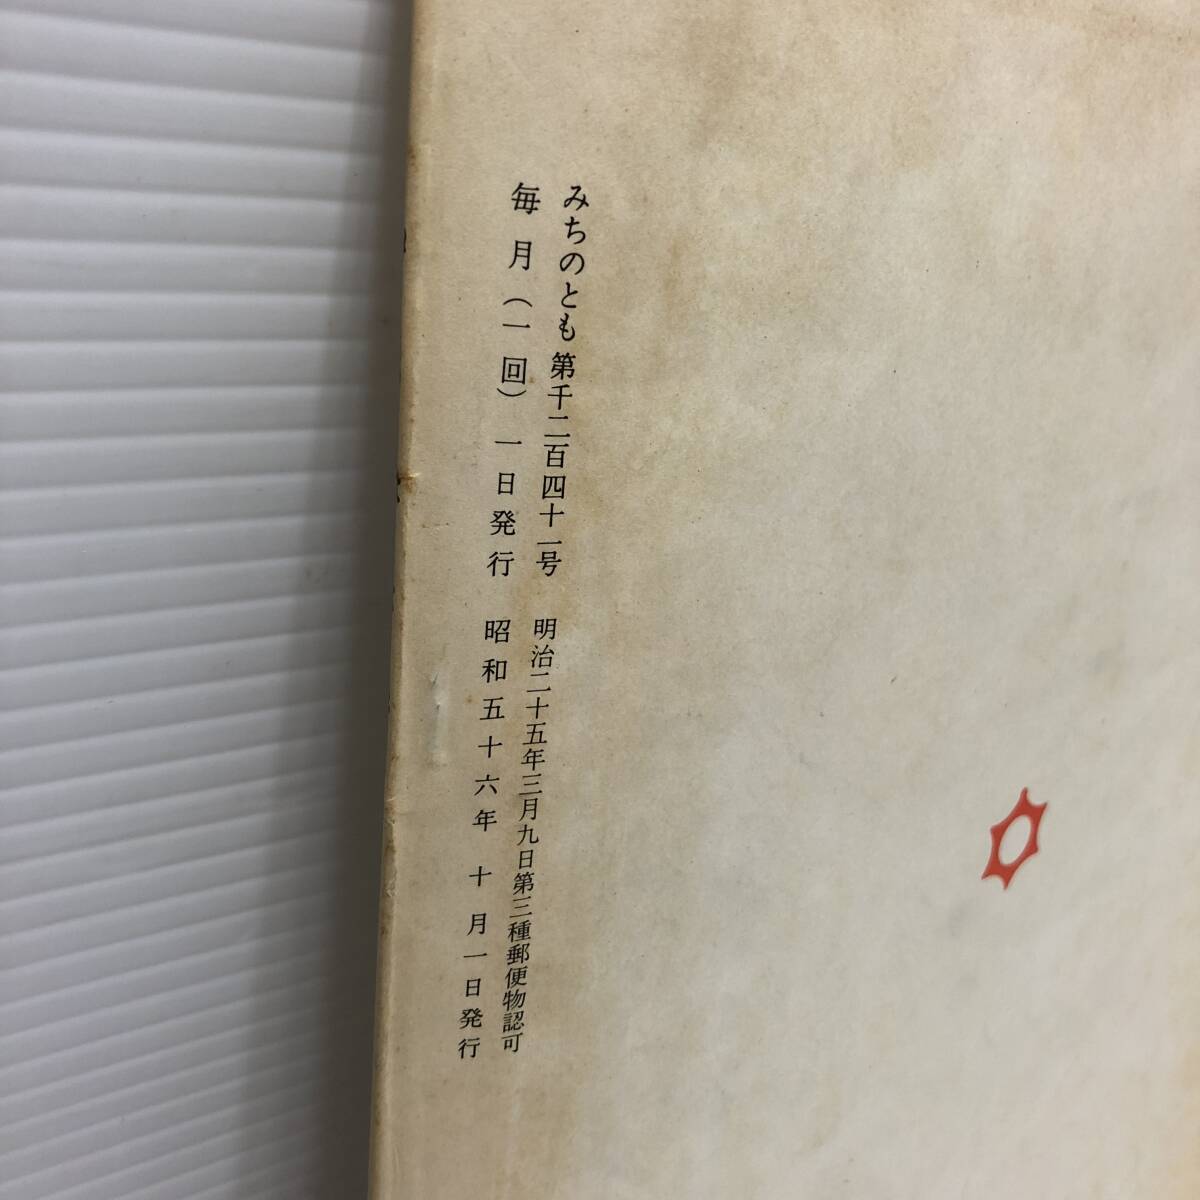 みちのとも第千二百四十一号　明治二十五年三月九日第三種郵便物認可
毎月（一回）一日発行　昭和五十六年　十月一日発行